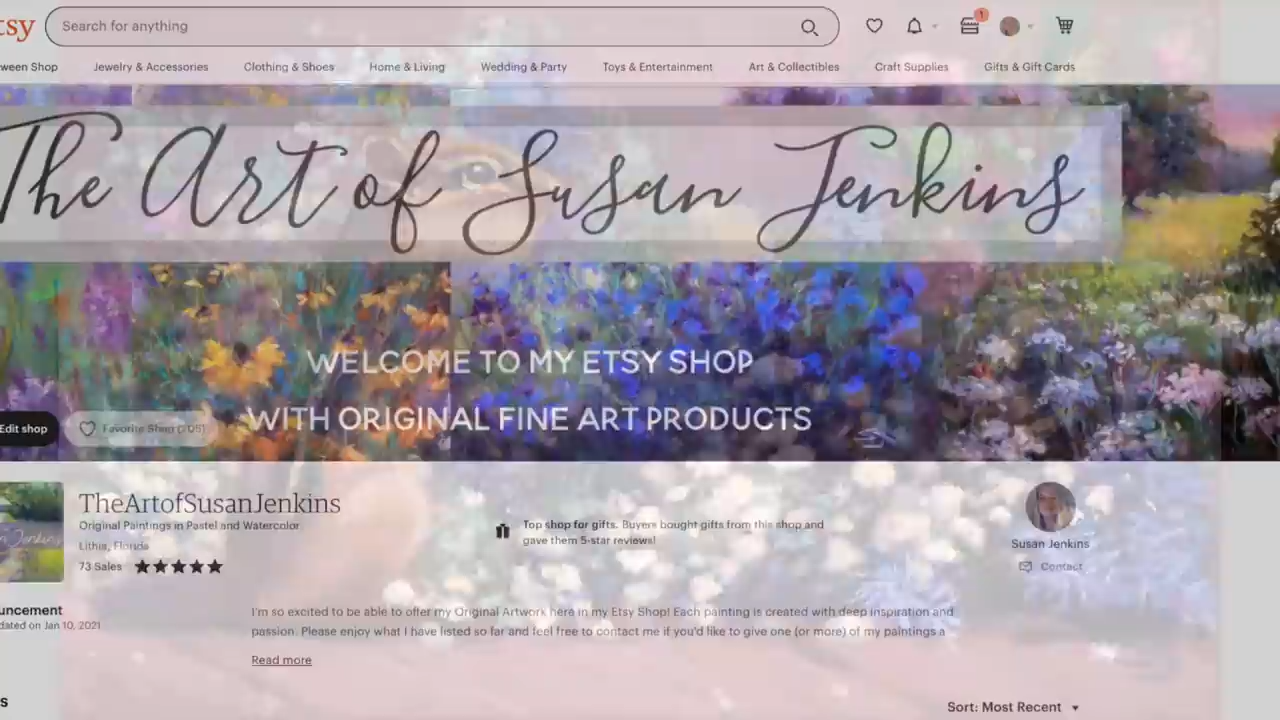 tsy Search for anything 1
ween Shop Jewelry & Accessories Clothing & Shoes Home & Living Wedding & Party Toys & Entertainment Art & Collectibles Craft Supplies Gifts & Gift Cards
The Art of Susan Jenkins
WELCOME TO MY ETSY SHOP
WITH ORIGINAL FINE ART PRODUCTS
Edit shop Favorite Shop
TheArtofSusanJenkins
Original Paintings in Pastel and Watercolor
Lithia, Florida
73 Sales
Top shop for gifts. Buyers bought gifts from this shop and
gave them 5-star reviews!
Susan Jenkins
Contact
uncement
dated on Jan 10, 2021
I'm so excited to be able to offer my Original Artwork here in my Etsy Shop! Each painting is created with deep inspiration and
passion. Please enjoy what I have listed so far and feel free to contact me if you'd like to give one (or more) of my paintings a
Read more
s Sort: Most Recent